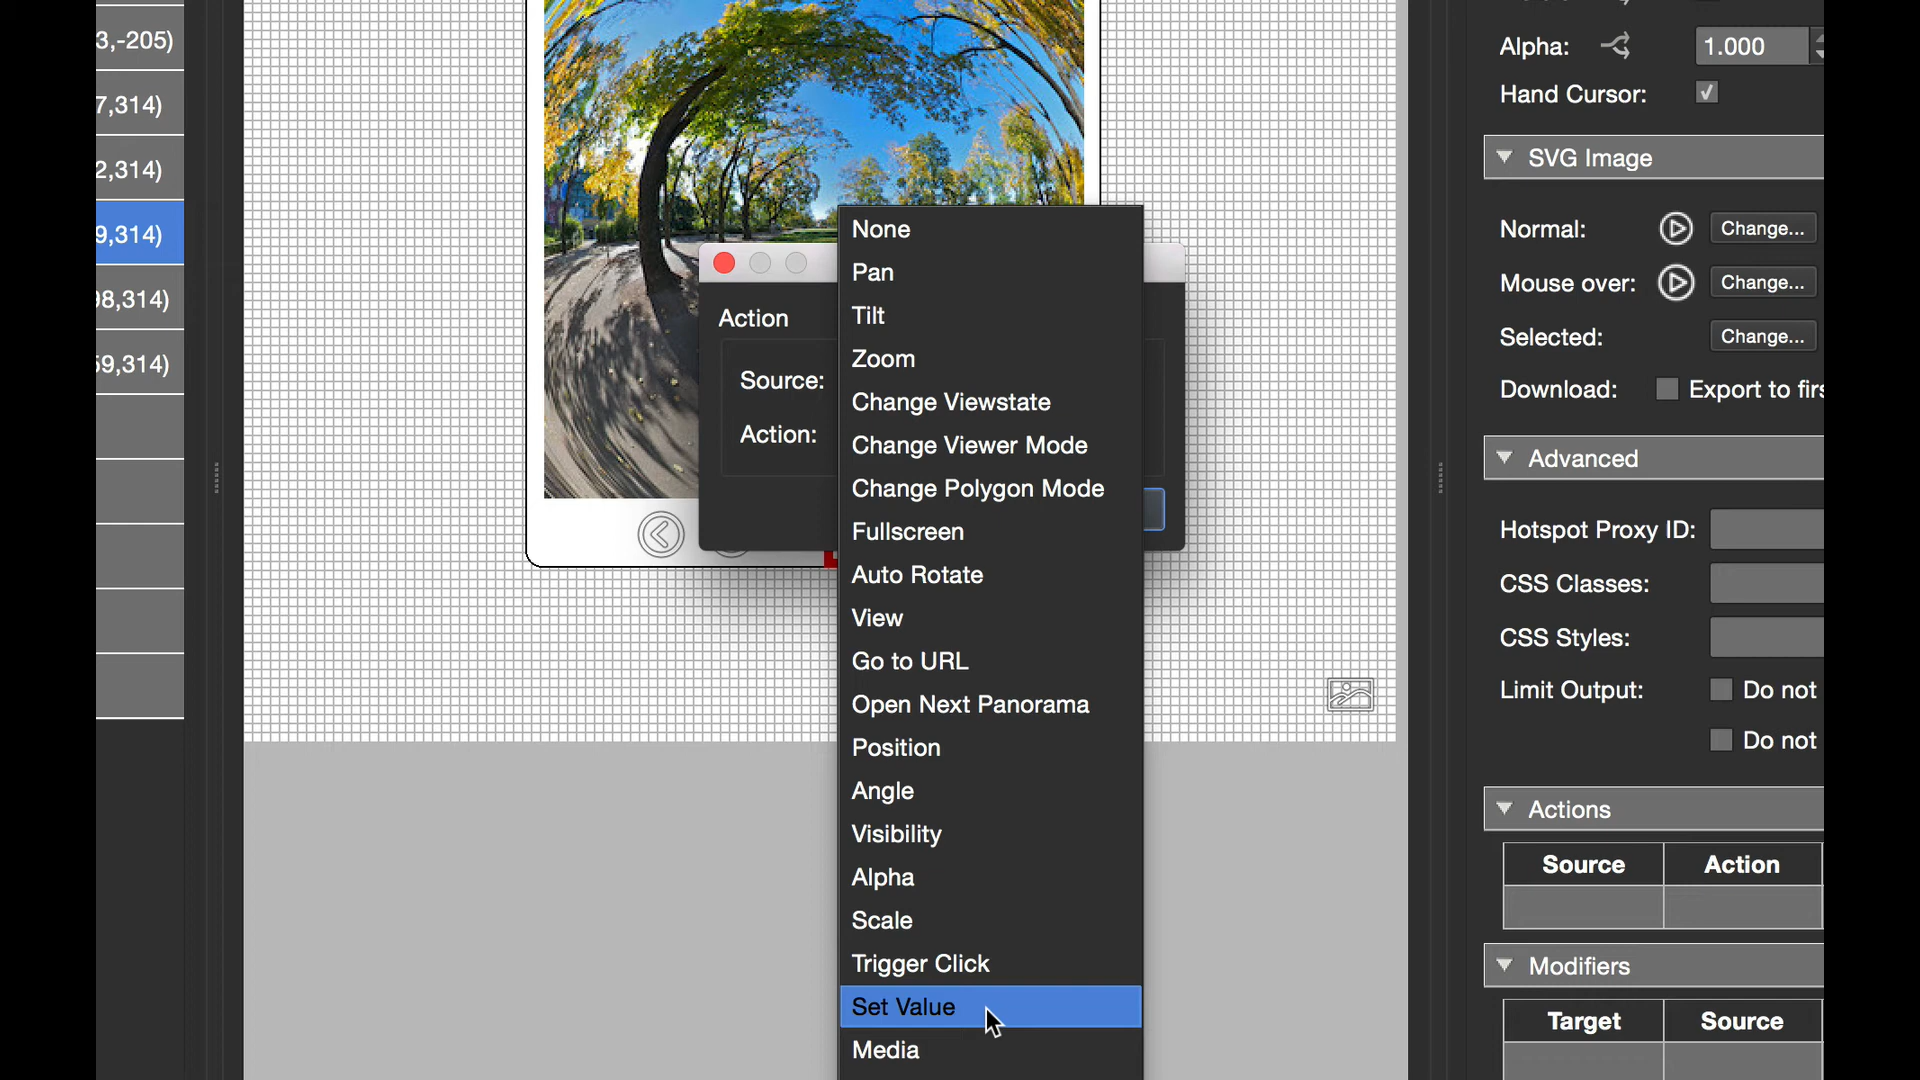 3,-205)
7,314)
2,314)
9,314)
98,314)
59,314)
Action
Source:
Action:
None
Pan
Tilt
Zoom
Change Viewstate
Change Viewer Mode
Change Polygon Mode
Fullscreen
Auto Rotate
View
Go to URL
Open Next Panorama
Position
Angle
Visibility
Alpha
Scale
Trigger Click
Set Value
Media
Alpha: 1.000
Hand Cursor:
SVG Image
Normal: Change...
Mouse over: Change...
Selected: Change...
Download: Export to firs
Advanced
Hotspot Proxy ID:
CSS Classes:
CSS Styles:
Limit Output: Do not
Do not
Actions
Source Action
Modifiers
Target Source